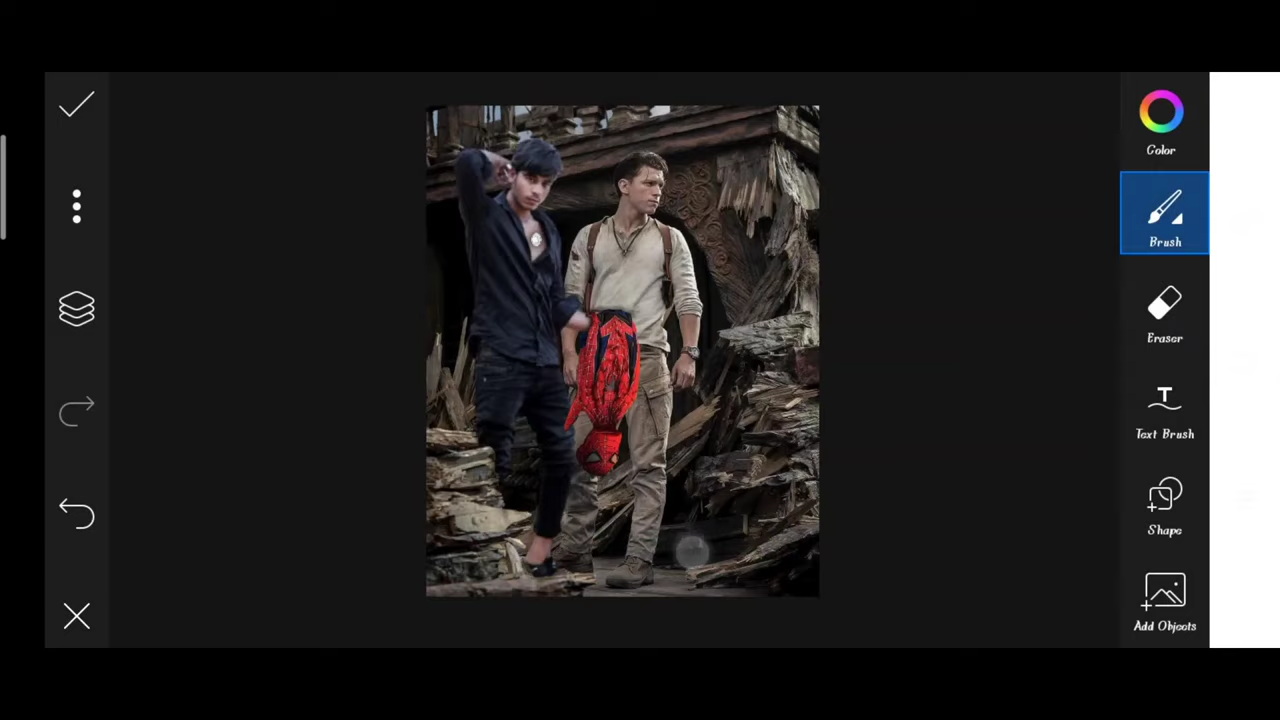 Color
Brush
Eraser
Text Brush
Shape
Add Objects